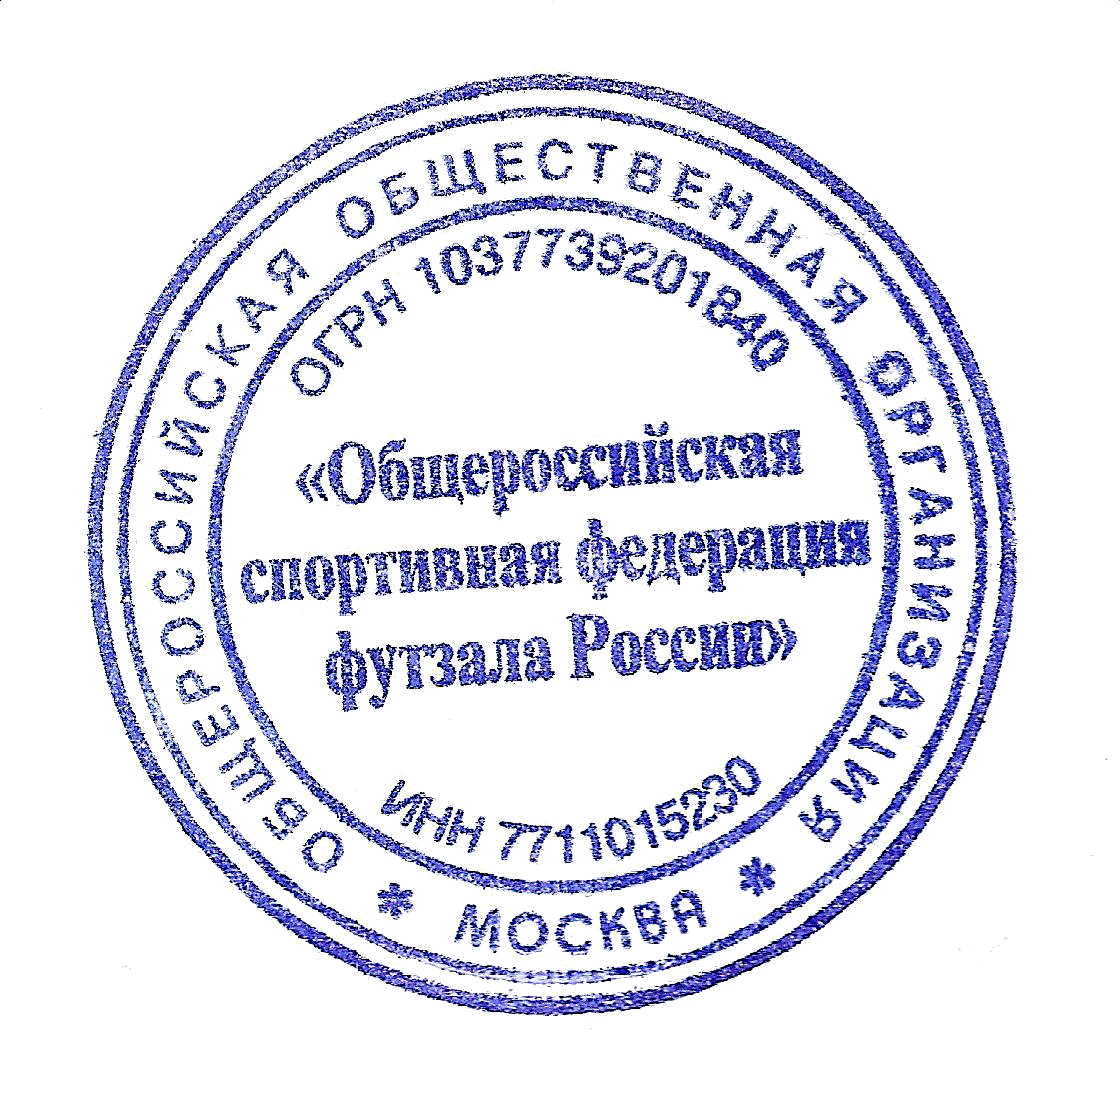 ОБЩЕРОССИЙСКАЯ ОБЩЕСТВЕННАЯ ОРГАНИЗАЦИЯ
ОГРН 1037739201840
«Общероссийская
спортивная федерация
футзала России»
ИНН 7711015230
* МОСКВА *